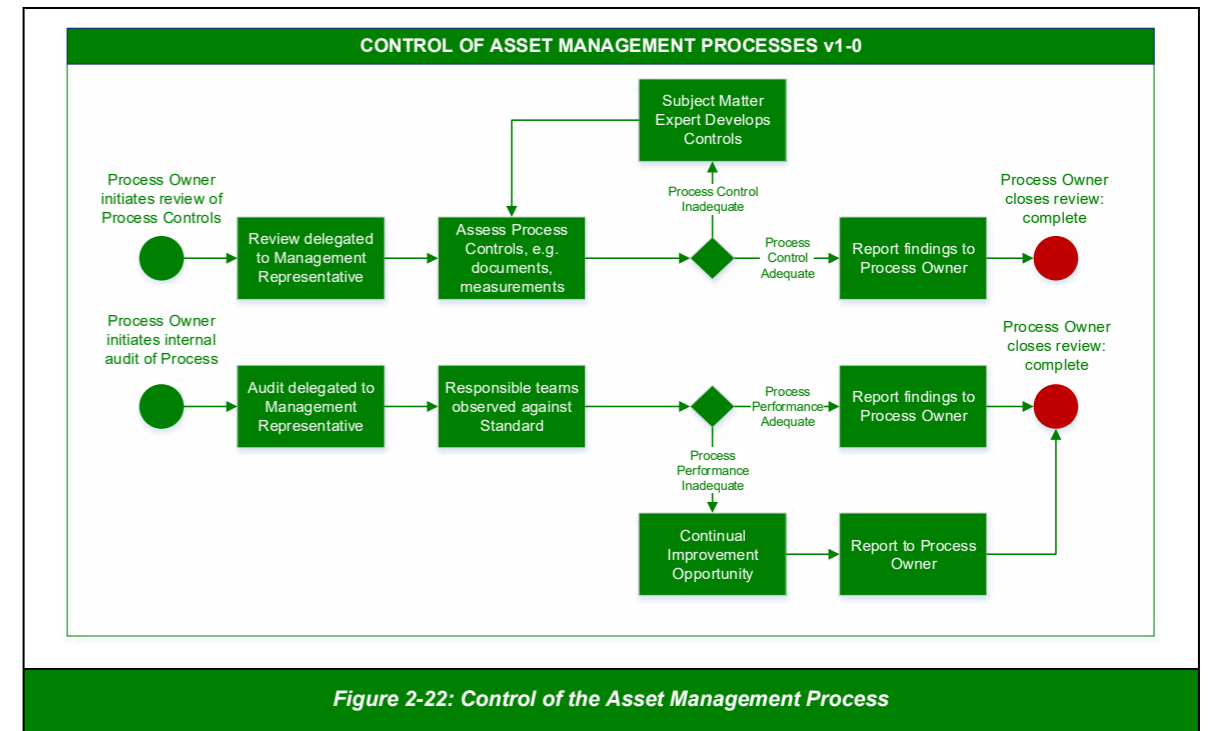 CONTROL OF ASSET MANAGEMENT PROCESSES v1-0
Subject Matter
Expert Develops
Controls
Process Owner
initiates review of
Process Controls
Process Control
Inadequate
Process Owner
closes review:
complete
Review delegated
to Management
Representative
Assess Process
Controls, e.g.
documents,
measurements
Process
Control
Adequate
Report findings to
Process Owner
Process Owner
initiates internal
audit of Process
Process Owner
closes review:
complete
Audit delegated to
Management
Representative
Responsible teams
observed against
Standard
Process
Performance
Adequate
Report findings to
Process Owner
Process
Performance
Inadequate
Continual
Improvement
Opportunity
Report to Process
Owner
Figure 2-22: Control of the Asset Management Process